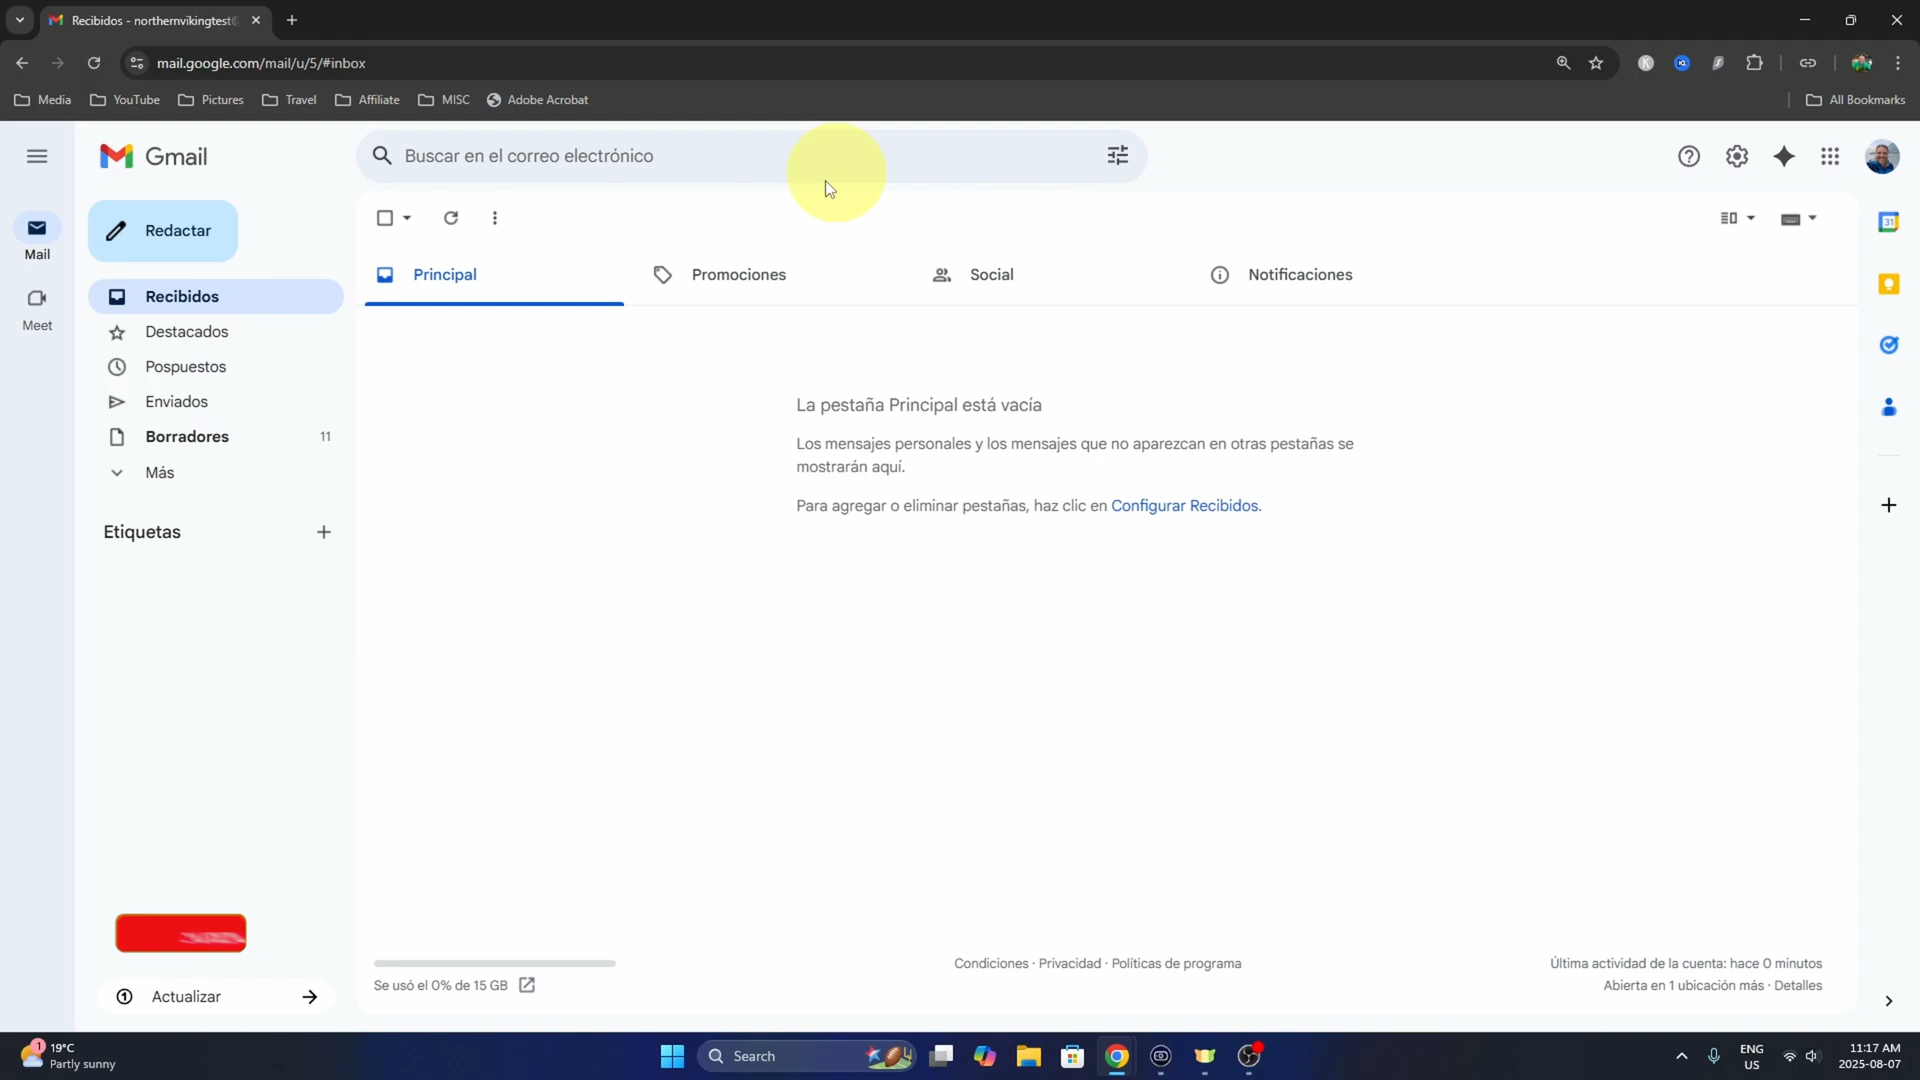 Recibidos - northernvikingtest@
mail.google.com/mail/u/5/#inbox
Media
YouTube
Pictures
Travel
Affiliate
MISC
Adobe Acrobat
All Bookmarks
Gmail
Buscar en el correo electrónico
Mail
Meet
Redactar
Recibidos
Destacados
Pospuestos
Enviados
Borradores 11
Más
Etiquetas
Principal
Promociones
Social
Notificaciones
31
La pestaña Principal está vacía
Los mensajes personales y los mensajes que no aparezcan en otras pestañas se
mostrarán aquí.
Para agregar o eliminar pestañas, haz clic en Configurar Recibidos.
Se usó el 0% de 15 GB
Condiciones · Privacidad · Políticas de programa
Última actividad de la cuenta: hace 0 minutos
Abierta en 1 ubicación más · Detalles
1 Actualizar
1
19°C
Partly sunny
Search
ENG
US
11:17 AM
2025-08-07